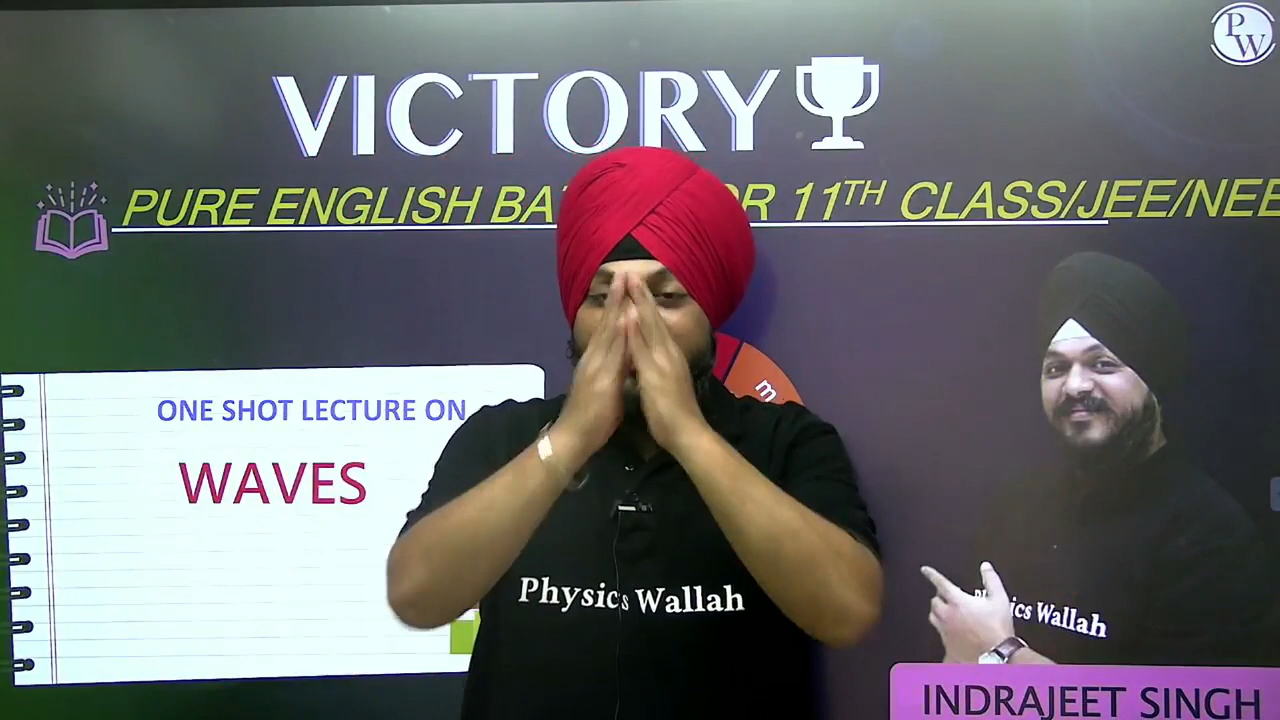 PW
VICTORY
PURE ENGLISH BA OR 11TH CLASS/JEE/NEE
m
ONE SHOT LECTURE ON
WAVES
Physics Wallah
ics Wallah
INDRAJEET SINGH